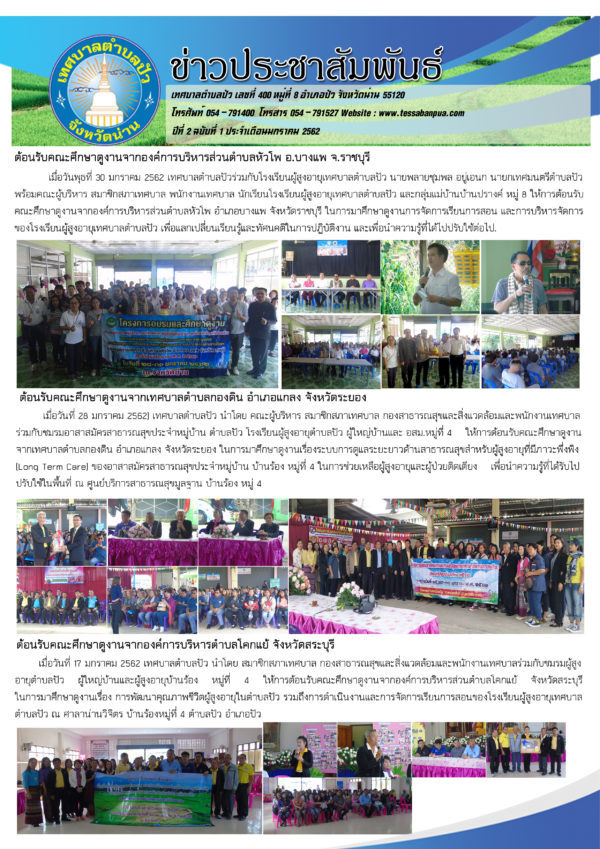 เทศบาลตำบลปัว
จังหวัดน่าน
ข่าวประชาสัมพันธ์
เทศบาลตำบลปัว เลขที่ 400 หมู่ที่ 8 อำเภอปัว จังหวัดน่าน 55120
โทรศัพท์ 054-791400 โทรสาร 054-791527 Website : www.tessabanpua.com
ปีที่ 2 ฉบับที่ 1 ประจำเดือนมกราคม 2562
ต้อนรับคณะศึกษาดูงานจากองค์การบริหารส่วนตำบลหัวโพ อ.บางแพ จ.ราชบุรี
เมื่อวันพุธที่ 30 มกราคม 2562 เทศบาลตำบลปัวร่วมกับโรงเรียนผู้สูงอายุเทศบาลตำบลปัว นายพลายชุมพล อยู่เอนก นายกเทศมนตรีตำบลปัว
พร้อมคณะผู้บริหาร สมาชิกสภาเทศบาล พนักงานเทศบาล นักเรียนโรงเรียนผู้สูงอายุเทศบาลตำบลปัว และกลุ่มแม่บ้านบ้านปรางค์ หมู่ 8 ให้การต้อนรับ
คณะศึกษาดูงานจากองค์การบริหารส่วนตำบลหัวโพ อำเภอบางแพ จังหวัดราชบุรี ในการมาศึกษาดูงานการจัดการเรียนการสอน และการบริหารจัดการ
ของโรงเรียนผู้สูงอายุเทศบาลตำบลปัว เพื่อแลกเปลี่ยนเรียนรู้และทัศนคติในการปฏิบัติงาน และเพื่อนำความรู้ที่ได้ไปปรับใช้ต่อไป.
โครงการอบรมและศึกษาดูงาน
ต้อนรับคณะศึกษาดูงานจากเทศบาลตำบลกองดิน อำเภอแกลง จังหวัดระยอง
เมื่อวันที่ 28 มกราคม 2562) เทศบาลตำบลปัว นำโดย คณะผู้บริหาร สมาชิกสภาเทศบาล กองสาธารณสุขและสิ่งแวดล้อมและพนักงานเทศบาล
ร่วมกับชมรมอาสาสมัครสาธารณสุขประจำหมู่บ้าน ตำบลปัว โรงเรียนผู้สูงอายุตำบลปัว ผู้ใหญ่บ้านและ อสม.หมู่ที่ 4 ให้การต้อนรับคณะศึกษาดูงาน
จากเทศบาลตำบลกองดิน อำเภอแกลง จังหวัดระยอง ในการมาศึกษาดูงานเรื่องระบบการดูแลระยะยาวด้านสาธารณสุขสำหรับผู้สูงอายุที่มีภาวะพึ่งพิง
(Long Term Care) ของอาสาสมัครสาธารณสุขประจำหมู่บ้าน บ้านร้อง หมู่ที่ 4 ในการช่วยเหลือผู้สูงอายุและผู้ป่วยติดเตียง เพื่อนำความรู้ที่ได้รับไป
ปรับใช้ในพื้นที่ ณ ศูนย์บริการสาธารณสุขมูลฐาน บ้านร้อง หมู่ 4
ต้อนรับคณะศึกษาดูงานจากองค์การบริหารตำบลโคกแย้ จังหวัดสระบุรี
เมื่อวันที่ 17 มกราคม 2562 เทศบาลตำบลปัว นำโดย สมาชิกสภาเทศบาล กองสาธารณสุขและสิ่งแวดล้อมและพนักงานเทศบาลร่วมกับชมรมผู้สูง
อายุตำบลปัว ผู้ใหญ่บ้านและผู้สูงอายุบ้านร้อง หมู่ที่ 4 ให้การต้อนรับคณะศึกษาดูงานจากองค์การบริหารส่วนตำบลโคกแย้ จังหวัดสระบุรี
ในการมาศึกษาดูงานเรื่อง การพัฒนาคุณภาพชีวิตผู้สูงอายุในตำบลปัว รวมถึงการดำเนินงานและการจัดการเรียนการสอนของโรงเรียนผู้สูงอายุเทศบาล
ตำบลปัว ณ ศาลาน่านวิจิตร บ้านร้องหมู่ที่ 4 ตำบลปัว อำเภอปัว